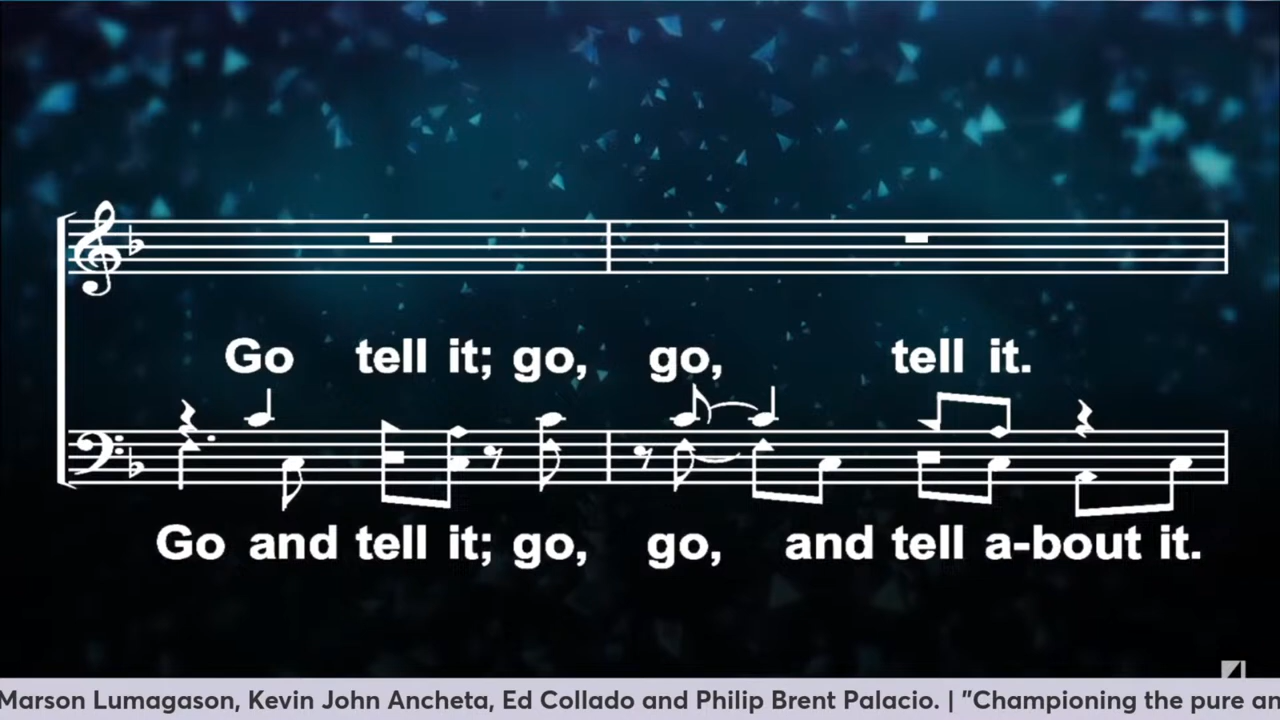 Go tell it; go, go, tell it.
Go and tell it; go, go, and tell a-bout it.
Marson Lumagason, Kevin John Ancheta, Ed Collado and Philip Brent Palacio. | "Championing the pure an